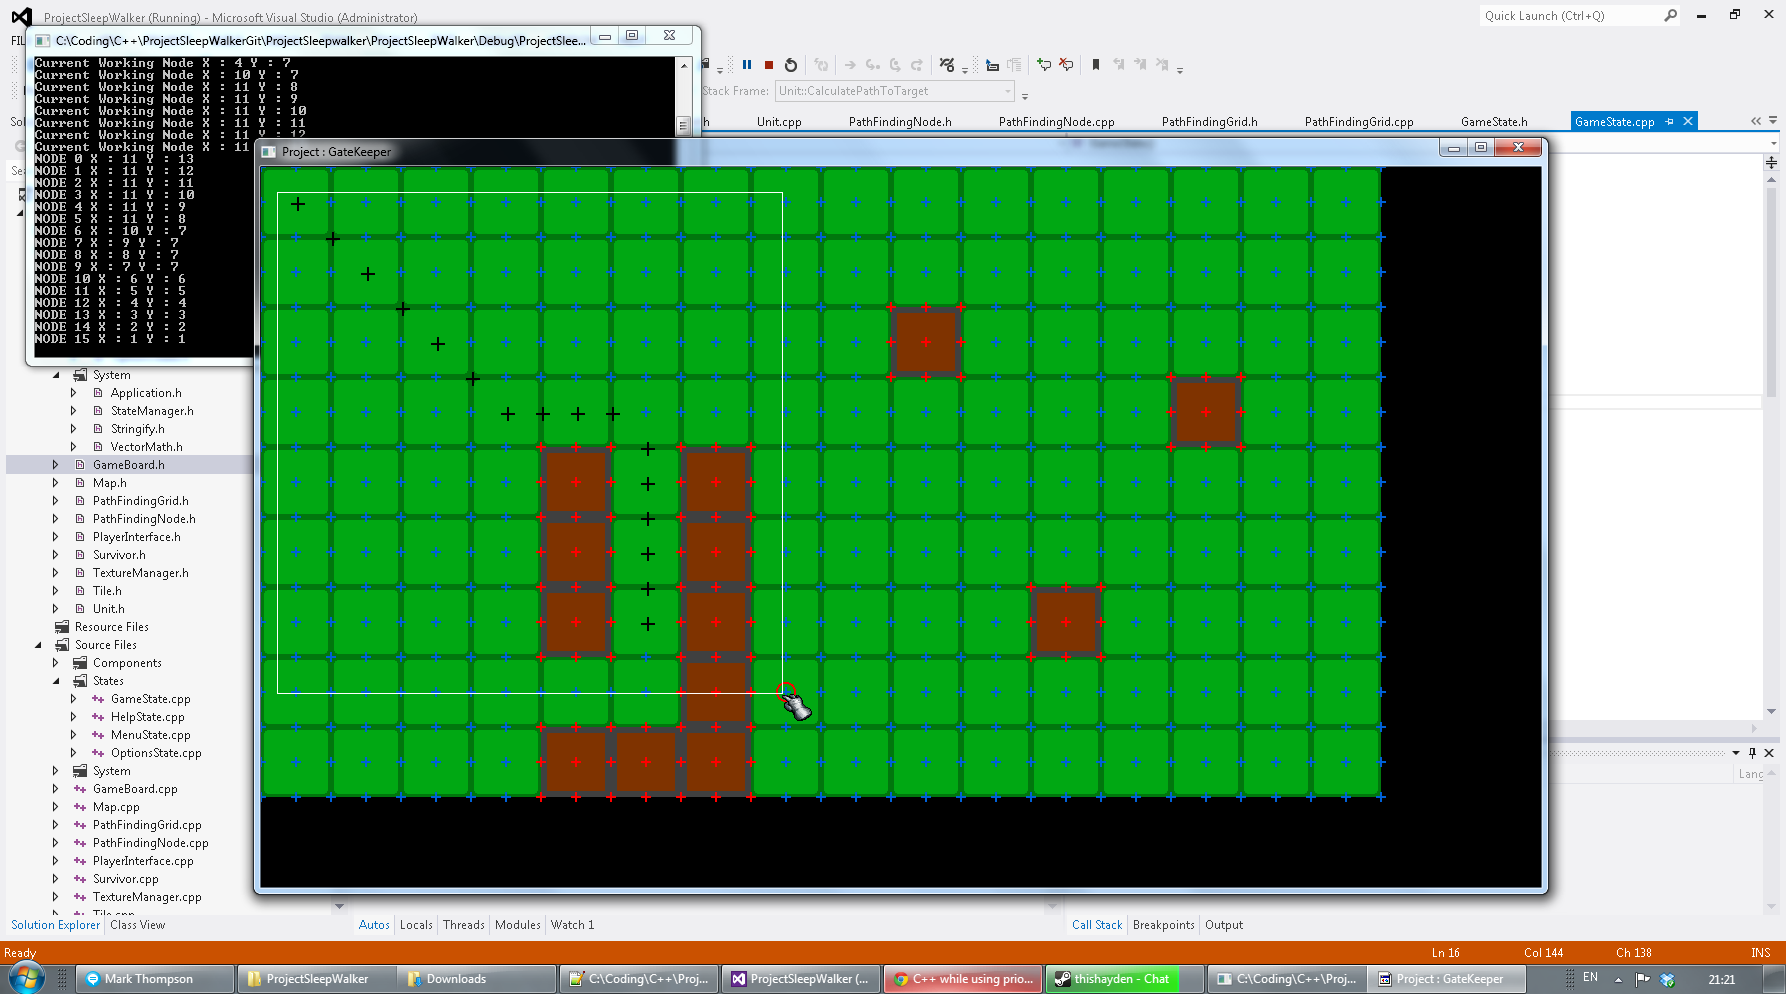 ProjectSleepWalker (Running) - Microsoft Visual Studio (Administrator)
Quick Launch (Ctrl+Q)
C:\Coding\C++\ProjectSleepWalkerGit\ProjectSleepwalker\ProjectSleepWalker\Debug\ProjectSlee...
Current Working Node X : 4 Y : 7
Current Working Node X : 10 Y : 7
Current Working Node X : 11 Y : 8
Current Working Node X : 11 Y : 9
Current Working Node X : 11 Y : 10
Current Working Node X : 11 Y : 11
Current Working Node X : 11 Y : 12
Current Working Node X : 11
NODE 0 X : 11 Y : 13
NODE 1 X : 11 Y : 12
NODE 2 X : 11 Y : 11
NODE 3 X : 11 Y : 10
NODE 4 X : 11 Y : 9
NODE 5 X : 11 Y : 8
NODE 6 X : 10 Y : 7
NODE 7 X : 9 Y : 7
NODE 8 X : 8 Y : 7
NODE 9 X : 7 Y : 7
NODE 10 X : 6 Y : 6
NODE 11 X : 5 Y : 5
NODE 12 X : 4 Y : 4
NODE 13 X : 3 Y : 3
NODE 14 X : 2 Y : 2
NODE 15 X : 1 Y : 1
Stack Frame: Unit::CalculatePathToTarget
Unit.cpp PathFindingNode.h PathFindingNode.cpp PathFindingGrid.h PathFindingGrid.cpp GameState.h GameState.cpp
Project : GateKeeper
System
Application.h
StateManager.h
Stringify.h
VectorMath.h
GameBoard.h
Map.h
PathFindingGrid.h
PathFindingNode.h
PlayerInterface.h
Survivor.h
TextureManager.h
Tile.h
Unit.h
Resource Files
Source Files
Components
States
GameState.cpp
HelpState.cpp
MenuState.cpp
OptionsState.cpp
System
GameBoard.cpp
Map.cpp
PathFindingGrid.cpp
PathFindingNode.cpp
PlayerInterface.cpp
Survivor.cpp
TextureManager.cpp
Tile.cpp
Lang
Solution Explorer Class View
Autos Locals Threads Modules Watch 1
Call Stack Breakpoints Output
Ready
Ln 16 Col 144 Ch 138 INS
Mark Thompson ProjectSleepWalker Downloads C:\Coding\C++\Proj... ProjectSleepWalker (... C++ while using prio... thishayden - Chat C:\Coding\C++\Proj... Project : GateKeeper EN 21:21